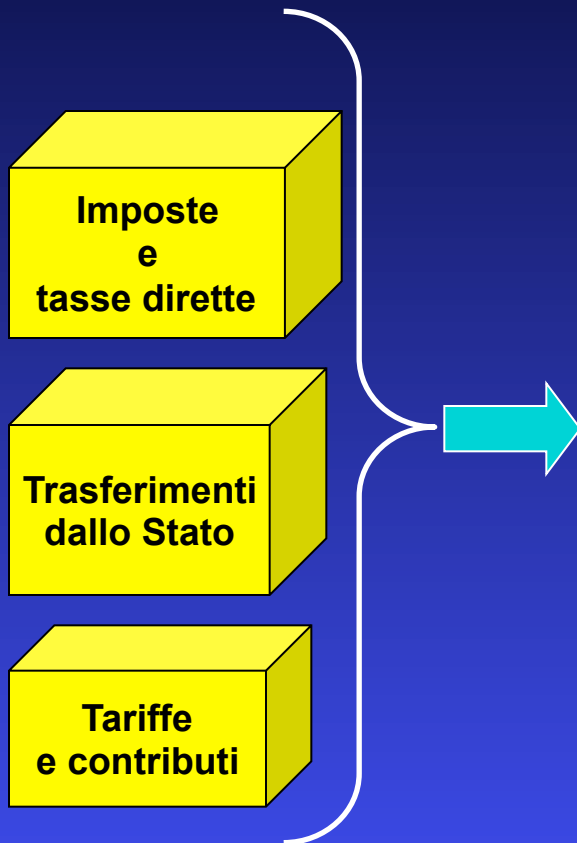 Imposte
e
tasse dirette
Trasferimenti
dallo Stato
Tariffe
e contributi